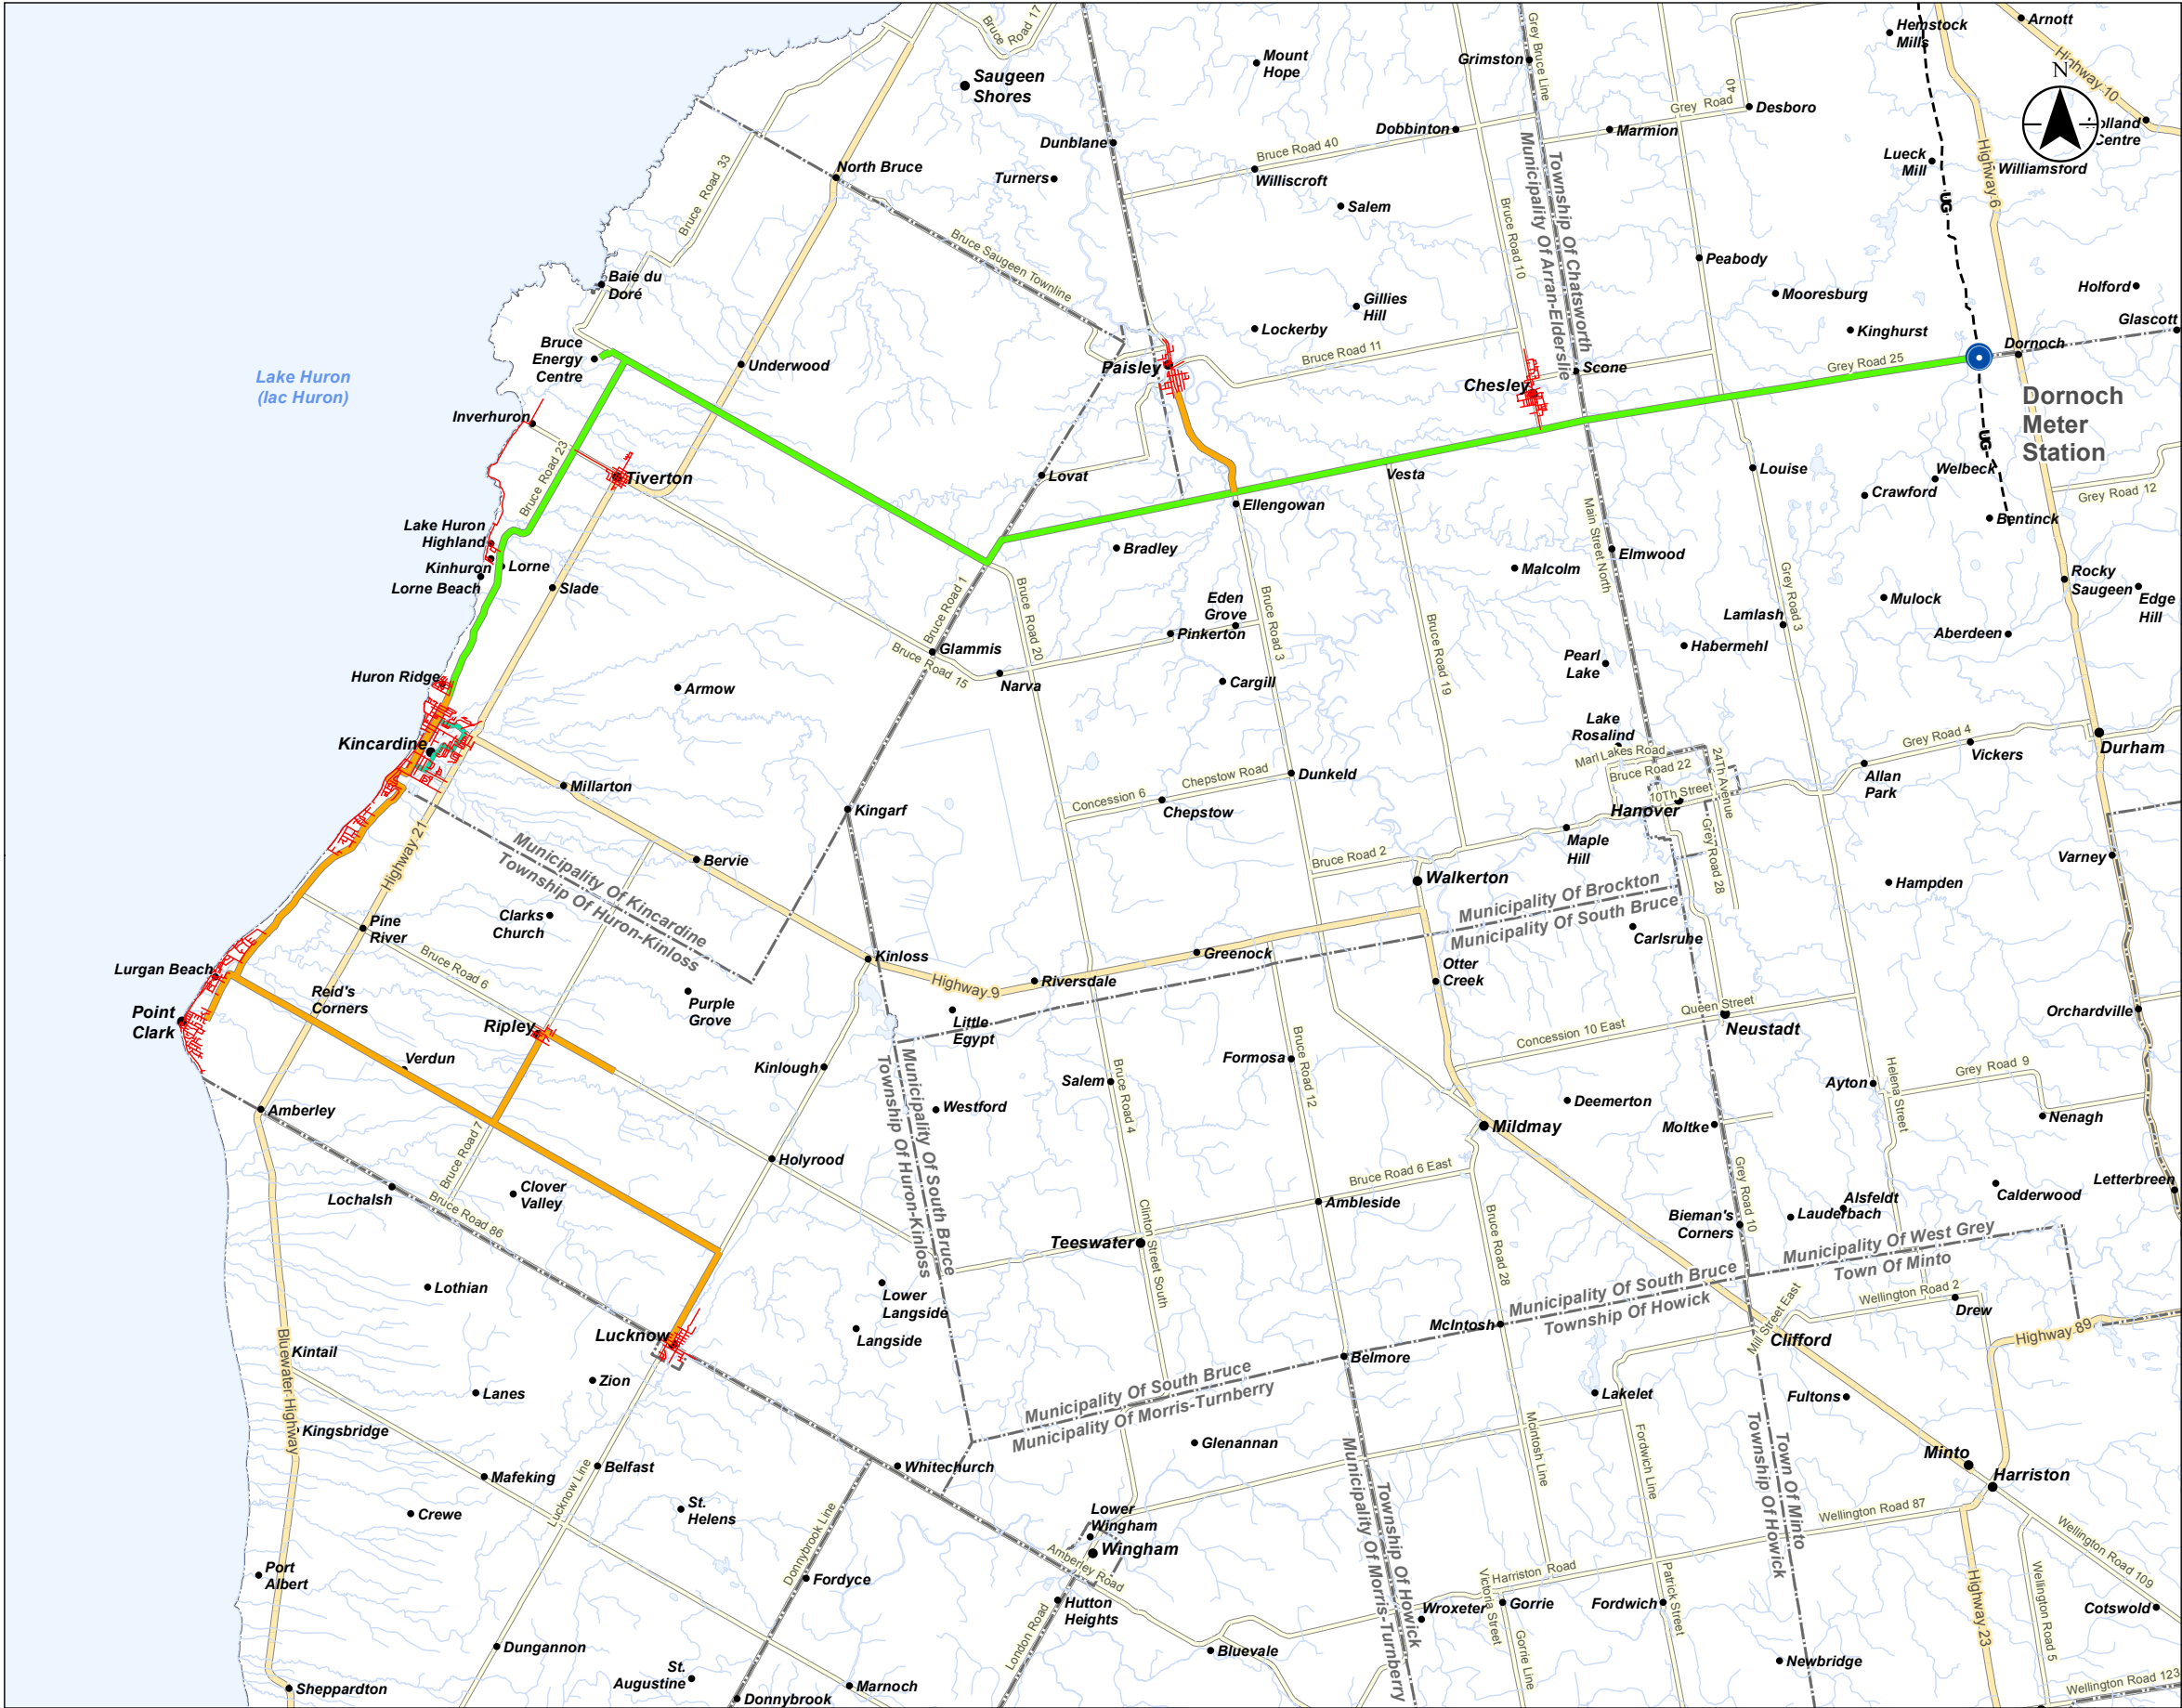 Bruce Road 17
Grey Bruce Line
Arnott
Hemstock
Mills
Highway 10
Mount
Hope
Grimston
Saugeen
Shores
N
40
Grey Road
Desboro
Dobbinton
Marmion
Holland
Centre
Dunblane
Bruce Road 40
Highway 6
Lueck
Mill
Williamsford
North Bruce
Turners
Williscroft
Bruce Road 33
Salem
Bruce Road 10
Township Of Chatsworth
Municipality Of Arran-Elderslie
UG
Bruce Saugeen Townline
Peabody
Baie du
Doré
Mooresburg
Holford
Gillies
Hill
Lockerby
Kinghurst
Glascott
Bruce
Energy
Centre
Dornoch
Bruce Road 11
Underwood
Paisley
Scone
Grey Road 25
Lake Huron
(lac Huron)
Chesley
Dornoch
Meter
Station
Inverhuron
UG
Bruce Road 23
Tiverton
Lovat
Vesta
Louise
Welbeck
Crawford
Grey Road 12
Ellengowan
Main Street North
Bentinck
Lake Huron
Highland
Bradley
Elmwood
Kinhuron
Lorne
Malcolm
Lorne Beach
Slade
Bruce Road 1
Bruce Road 20
Bruce Road 3
Grey Road 3
Rocky
Saugeen
Edge
Hill
Eden
Grove
Mulock
Lamlash
Pinkerton
Aberdeen
Glammis
Bruce Road 15
Bruce Road 19
Habermehl
Pearl
Lake
Huron Ridge
Armow
Narva
Cargill
Lake
Rosalind
Kincardine
Marl Lakes Road
24Th Avenue
Grey Road 4
Vickers
Durham
Bruce Road 22
Chepstow Road
Dunkeld
Allan
Park
Millarton
Concession 6
Chepstow
10Th Street
Kingarf
Hanover
Maple
Hill
Grey Road 28
Highway 21
Municipality Of Kincardine
Township Of Huron-Kinloss
Bervie
Bruce Road 2
Varney
Walkerton
Municipality Of Brockton
Municipality Of South Bruce
Hampden
Clarks
Church
Pine
River
Carlsruhe
Bruce Road 6
Kinloss
Greenock
Lurgan Beach
Highway 9
Riversdale
Otter
Creek
Reid's
Corners
Purple
Grove
Point
Clark
Ripley
Little
Egypt
Queen Street
Orchardville
Concession 10 East
Neustadt
Verdun
Kinlough
Formosa
Bruce Road 12
Salem
Bruce Road 4
Ayton
Helena Street
Grey Road 9
Amberley
Westford
Municipality Of South Bruce
Township Of Huron-Kinloss
Deemerton
Nenagh
Mildmay
Moltke
Bruce Road 7
Holyrood
Bruce Road 6 East
Grey Road 10
Letterbreen
Lochalsh
Clover
Valley
Calderwood
Bruce Road 86
Ambleside
Alsfeldt
Lauderbach
Bieman's
Corners
Clinton Street South
Bruce Road 28
Teeswater
Municipality Of West Grey
Town Of Minto
Lothian
Lower
Langside
Municipality Of South Bruce
Township Of Howick
Mill Street East
Wellington Road 2
Drew
Lucknow
Langside
McIntosh
Clifford
Highway 89
Kintail
Bluewater Highway
Belmore
Zion
Municipality Of South Bruce
Municipality Of Morris-Turnberry
Lanes
Lakelet
Fultons
Kingsbridge
Glenannan
McIntosh Line
Fordwich Line
Town Of Minto
Township Of Howick
Minto
Mafeking
Belfast
Whitechurch
Harriston
Lucknow Line
Crewe
St.
Helens
Donnybrook Line
Lower
Wingham
Township Of Howick
Municipality Of Morris-Turnberry
Wellington Road 87
Wingham
Wellington Road 109
Port
Albert
Amberley Road
Harriston Road
Fordyce
Victoria Street
Patrick Street
Highway 23
Wellington Road 5
Hutton
Heights
Gorrie
Fordwich
Cotswold
Wroxeter
London Road
Dungannon
Bluevale
Gorrie Line
Newbridge
St.
Augustine
Sheppardton
Marnoch
Donnybrook
Wellington Road 123